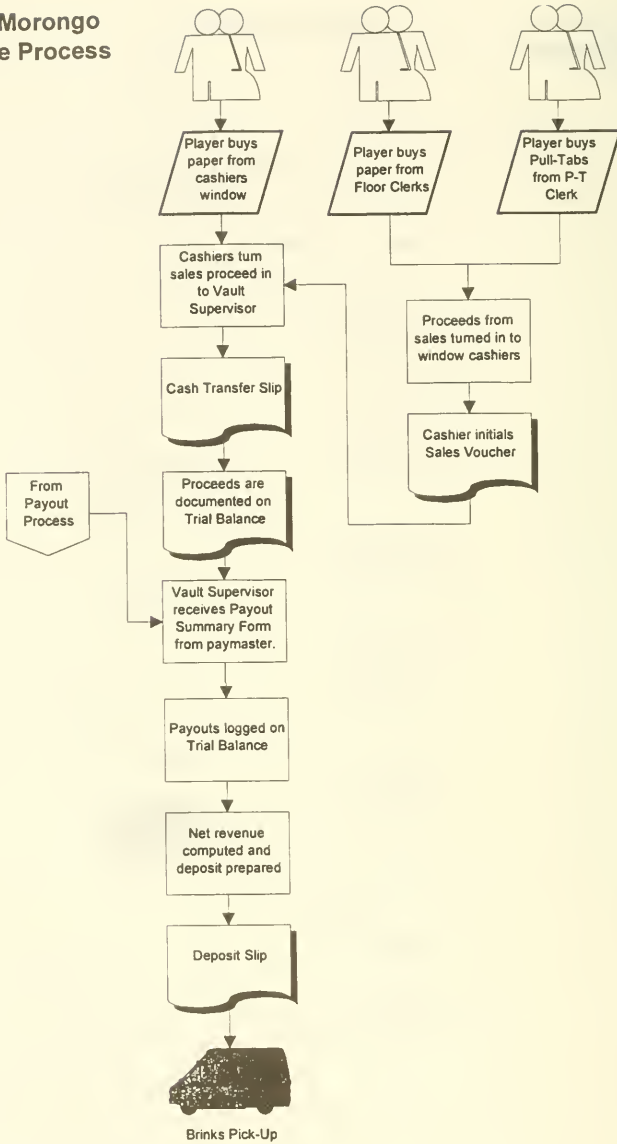 Morongo
e Process
Player buys
paper from
cashiers
window
Player buys
paper from
Floor Clerks
Player buys
Pull-Tabs
from P-T
Clerk
Cashiers turn
sales proceed in
to Vault
Supervisor
Proceeds from
sales turned in to
window cashiers
Cash Transfer Slip
Cashier initials
Sales Voucher
From
Payout
Process
Proceeds are
documented on
Trial Balance
Vault Supervisor
receives Payout
Summary Form
from paymaster.
Payouts logged on
Trial Balance
Net revenue
computed and
deposit prepared
Deposit Slip
Brinks Pick-Up